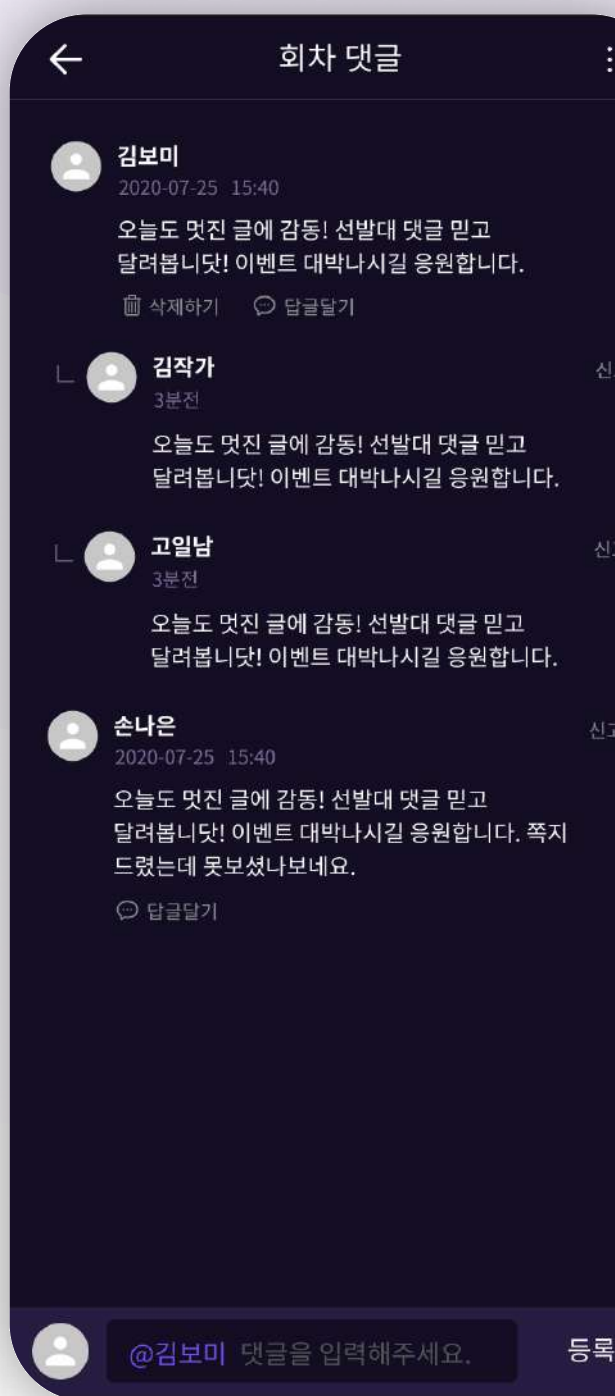 회차 댓글
김보미
2020-07-25 15:40
오늘도 멋진 글에 감동! 선발대 댓글 믿고
달려봅니닷! 이벤트 대박나시길 응원합니다.
삭제하기 답글달기
김작가
3분전
오늘도 멋진 글에 감동! 선발대 댓글 믿고
달려봅니닷! 이벤트 대박나시길 응원합니다.
고일남
3분전
오늘도 멋진 글에 감동! 선발대 댓글 믿고
달려봅니닷! 이벤트 대박나시길 응원합니다.
손나은
2020-07-25 15:40
오늘도 멋진 글에 감동! 선발대 댓글 믿고
달려봅니닷! 이벤트 대박나시길 응원합니다. 쪽지
드렸는데 못보셨나보네요.
답글달기
@김보미 댓글을 입력해주세요. 등록